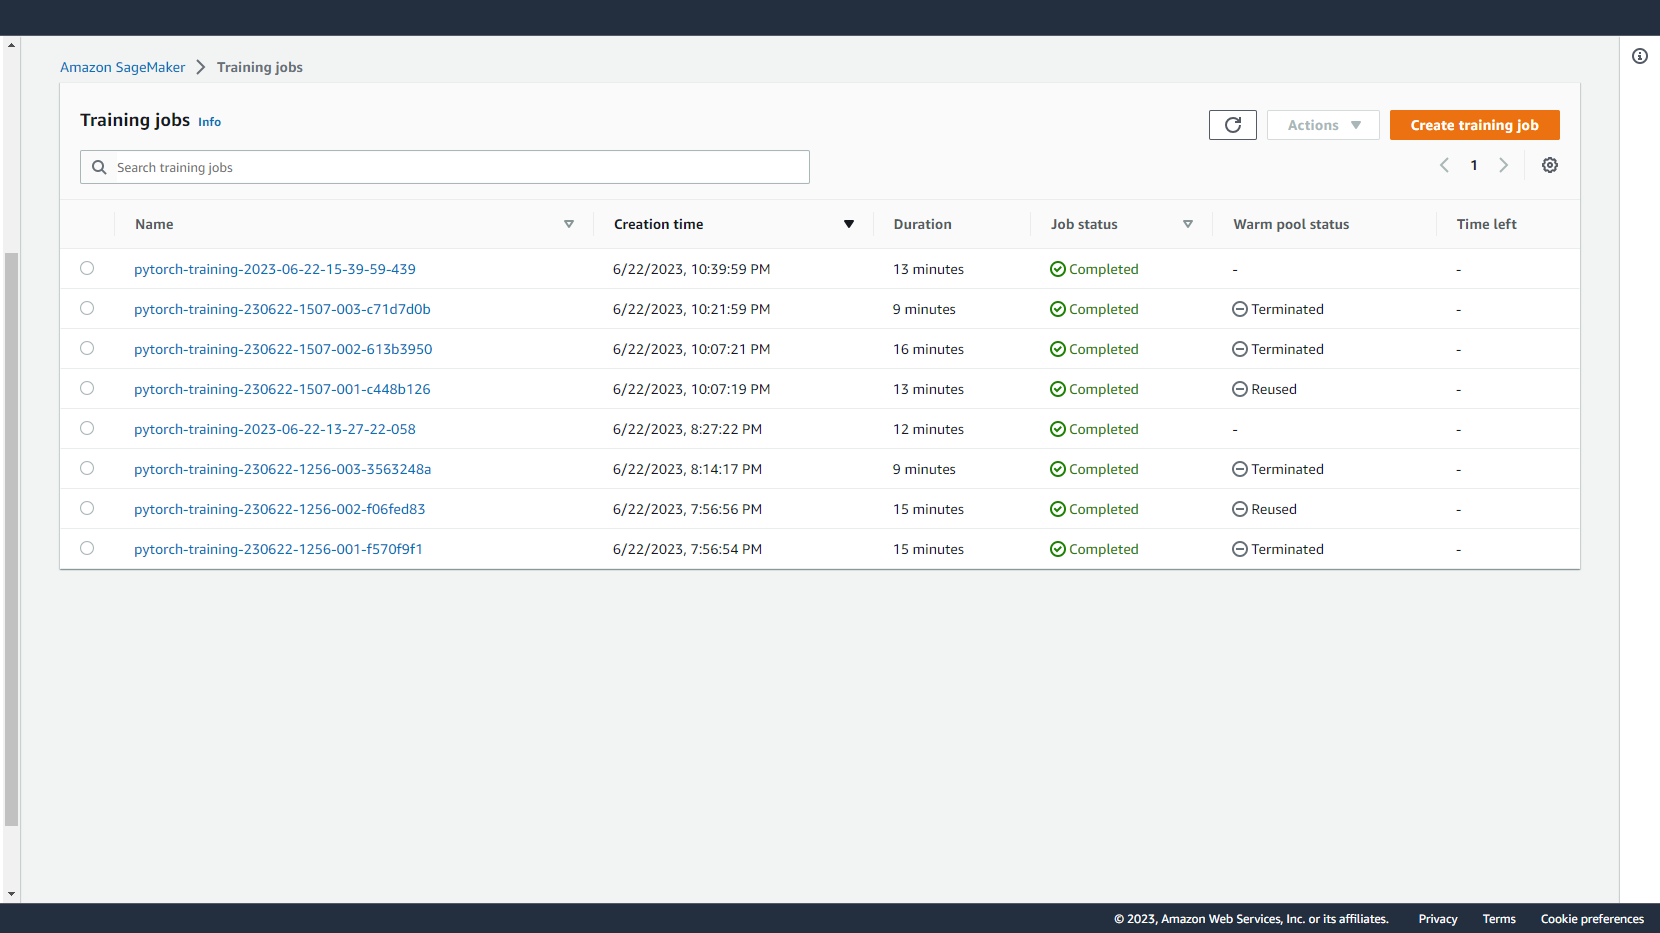 Amazon SageMaker > Training jobs
Training jobs Info
Actions
Create training job
Search training jobs
1
Name Creation time Duration Job status Warm pool status Time left
pytorch-training-2023-06-22-15-39-59-439 6/22/2023, 10:39:59 PM 13 minutes Completed - -
pytorch-training-230622-1507-003-c71d7d0b 6/22/2023, 10:21:59 PM 9 minutes Completed Terminated -
pytorch-training-230622-1507-002-613b3950 6/22/2023, 10:07:21 PM 16 minutes Completed Terminated -
pytorch-training-230622-1507-001-c448b126 6/22/2023, 10:07:19 PM 13 minutes Completed Reused -
pytorch-training-2023-06-22-13-27-22-058 6/22/2023, 8:27:22 PM 12 minutes Completed - -
pytorch-training-230622-1256-003-3563248a 6/22/2023, 8:14:17 PM 9 minutes Completed Terminated -
pytorch-training-230622-1256-002-f06fed83 6/22/2023, 7:56:56 PM 15 minutes Completed Reused -
pytorch-training-230622-1256-001-f570f9f1 6/22/2023, 7:56:54 PM 15 minutes Completed Terminated -
© 2023, Amazon Web Services, Inc. or its affiliates. Privacy Terms Cookie preferences